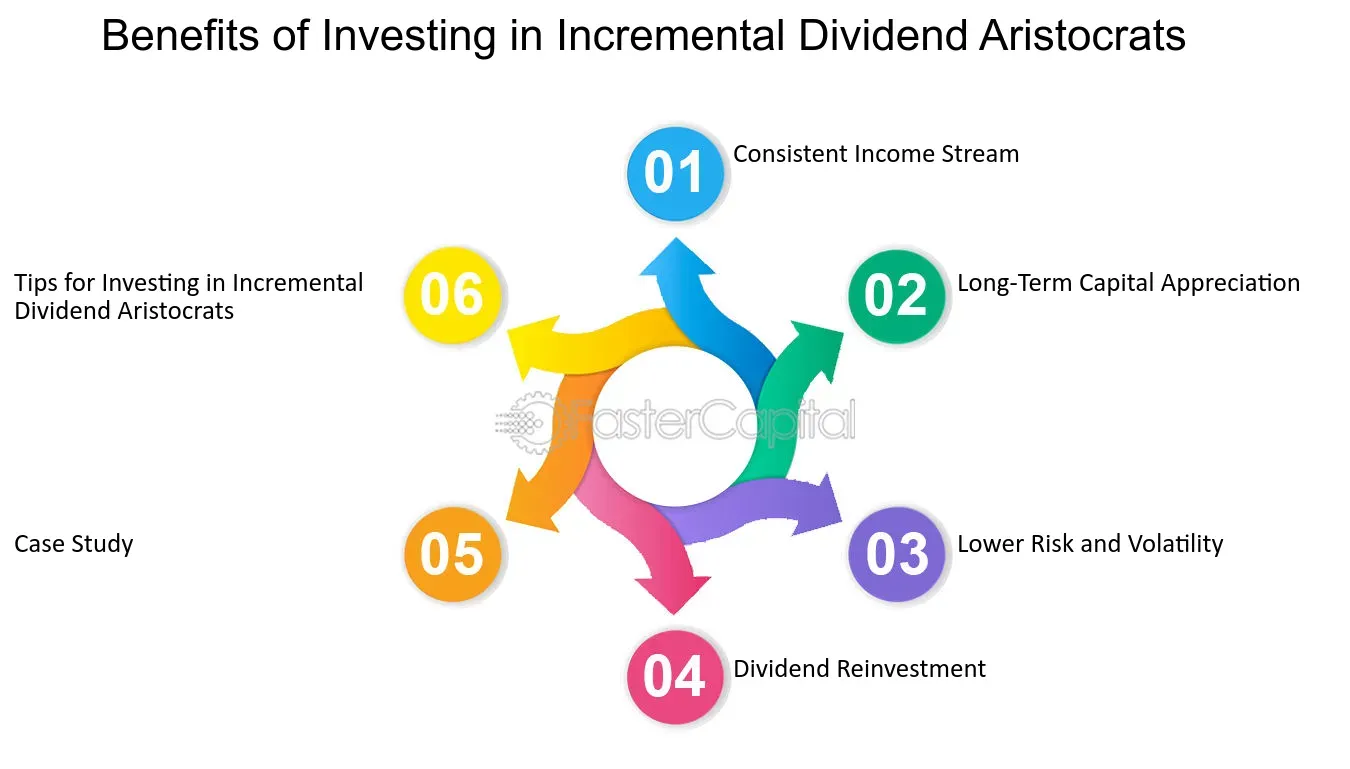 Benefits of Investing in Incremental Dividend Aristocrats
01
Consistent Income Stream
02
Long-Term Capital Appreciation
03
Lower Risk and Volatility
04
Dividend Reinvestment
05
Case Study
06
Tips for Investing in Incremental
Dividend Aristocrats
FasterCapital